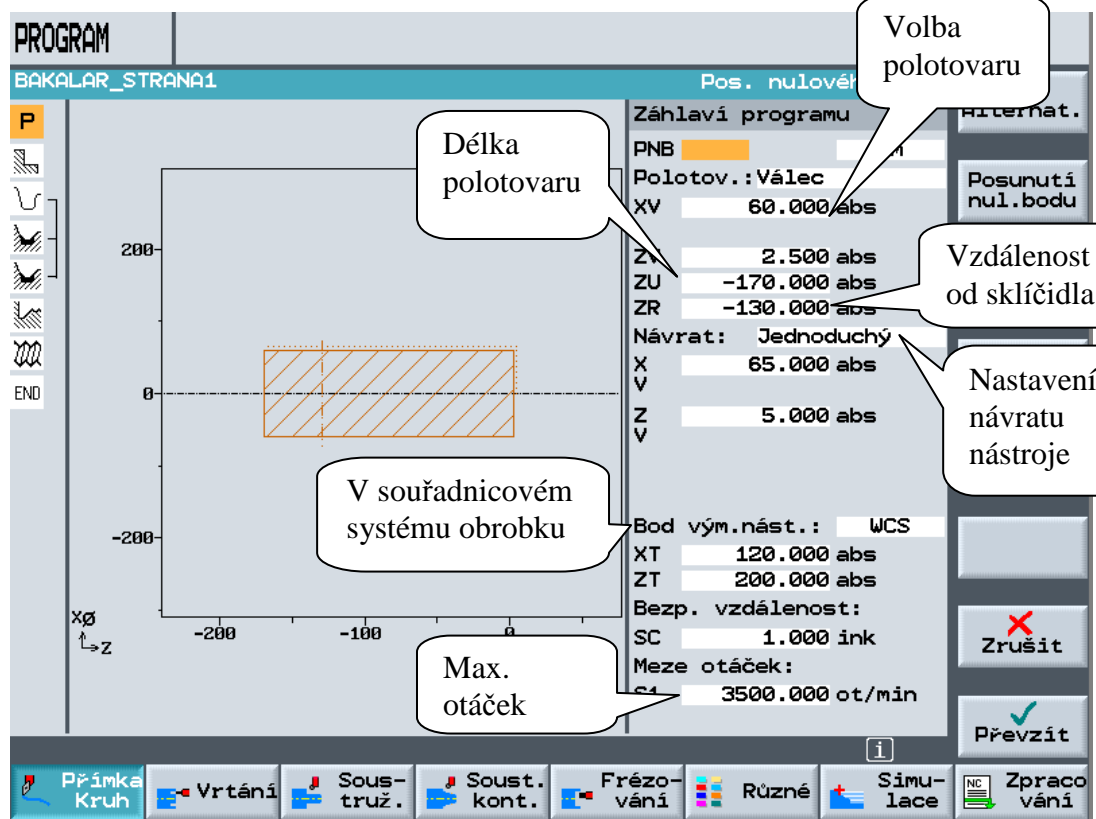 PROGRAM
BAKALAR_STRANA1
Pos. nulové
Volba
polotovaru
Délka
polotovaru
Záhlaví programu
PNB
Polotov.: Válec
XV 60.000 abs
ZV 2.500 abs
ZU -170.000 abs
ZR -130.000 abs
Návrat: Jednoduchý
X
V
65.000 abs
Z
V
5.000 abs
Bod vým.nást.: WCS
XT 120.000 abs
ZT 200.000 abs
Bezp. vzdálenost:
SC 1.000 ink
Meze otáček:
S1 3500.000 ot/min
Alternat.
Posunutí
nul.bodu
Vzdálenost
od sklíčidla
Nastavení
návratu
nástroje
V souřadnicovém
systému obrobku
Max.
otáček
P
END
200
0
-200
XØ
Z
-200
-100
0
Zrušit
Převzít
i
Přímka
Kruh
Vrtání
Sous-
truž.
Soust.
kont.
Frézo-
vání
Různé
Simu-
lace
NC
Zpraco
vání